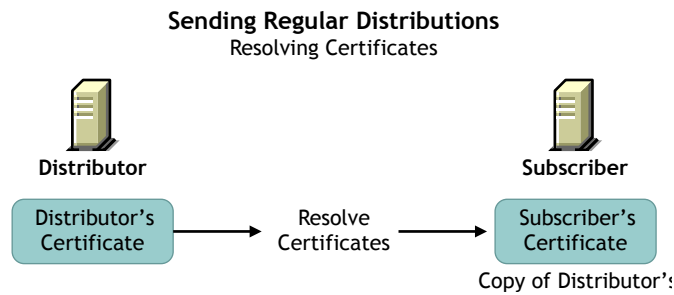 Sending Regular Distributions
Resolving Certificates
Distributor
Subscriber
Distributor's
Certificate
Resolve
Certificates
Subscriber's
Certificate
Copy of Distributor's